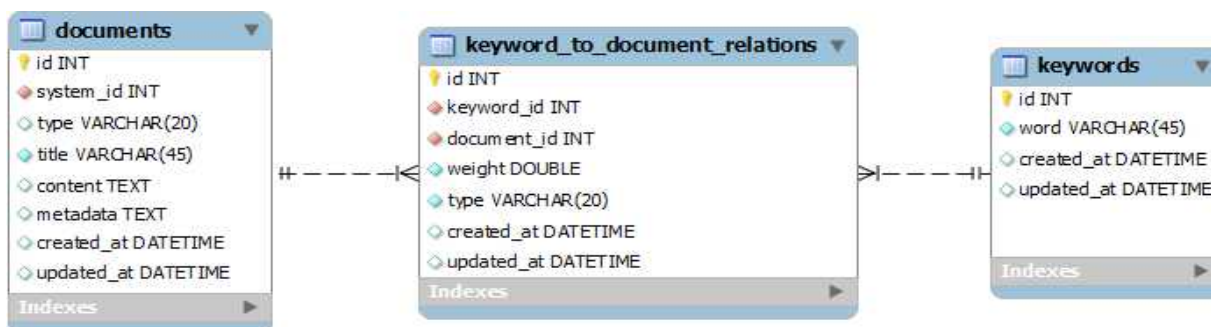 documents
id INT
system_id INT
type VARCHAR(20)
title VARCHAR(45)
content TEXT
metadata TEXT
created_at DATETIME
updated_at DATETIME
Indexes
keyword_to_document_relations
id INT
keyword_id INT
document_id INT
weight DOUBLE
type VARCHAR(20)
created_at DATETIME
updated_at DATETIME
Indexes
keywords
id INT
word VARCHAR(45)
created_at DATETIME
updated_at DATETIME
Indexes